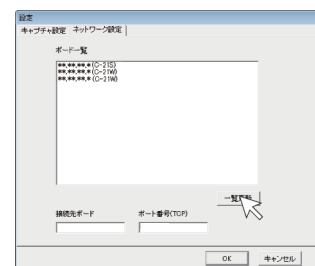 設定
キャプチャ設定 ネットワーク設定
ボード一覧
**.**.**.*(C-21S)
**.**.**.*(C-21W)
**.**.**.*(C-21W)
一覧更新
接続先ボード ポート番号(TCP)
OK キャンセル